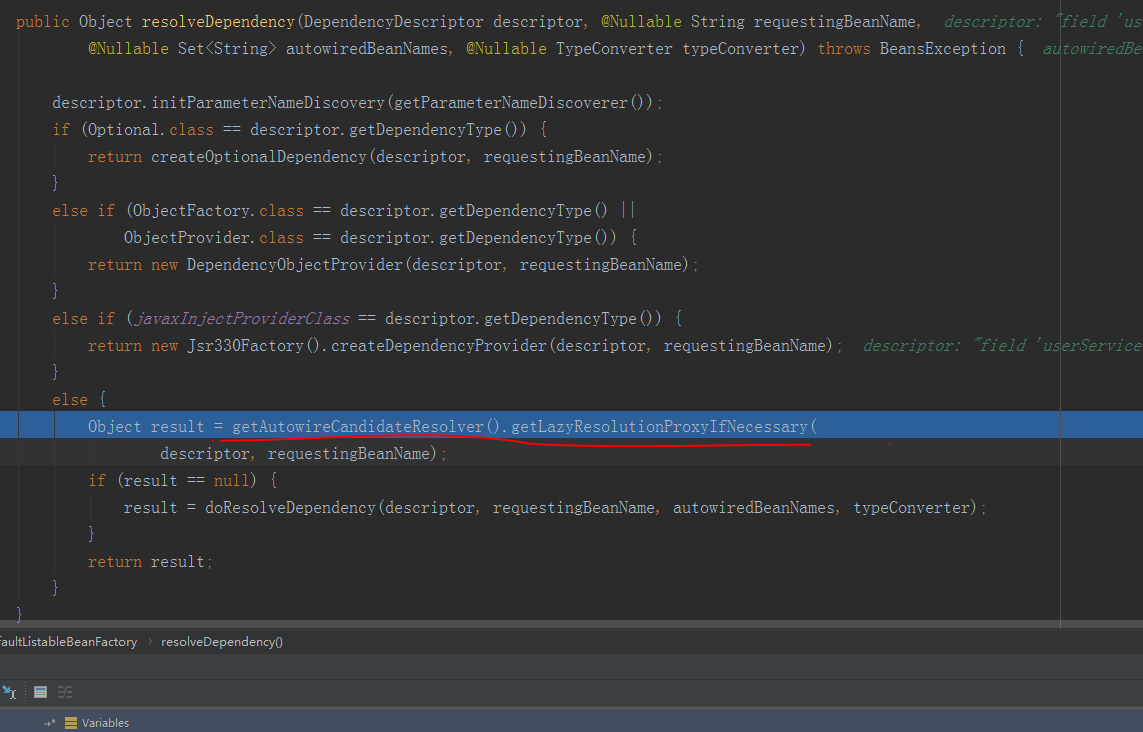 public Object resolveDependency(DependencyDescriptor descriptor, @Nullable String requestingBeanName,  descriptor: "field 'us
@Nullable Set<String> autowiredBeanNames, @Nullable TypeConverter typeConverter) throws BeansException {  autowiredBe
descriptor.initParameterNameDiscovery(getParameterNameDiscoverer());
if (Optional.class == descriptor.getDependencyType()) {
return createOptionalDependency(descriptor, requestingBeanName);
}
else if (ObjectFactory.class == descriptor.getDependencyType() ||
ObjectProvider.class == descriptor.getDependencyType()) {
return new DependencyObjectProvider(descriptor, requestingBeanName);
}
else if (javaxInjectProviderClass == descriptor.getDependencyType()) {
return new Jsr330Factory().createDependencyProvider(descriptor, requestingBeanName);  descriptor: "field 'userService
}
else {
Object result = getAutowireCandidateResolver().getLazyResolutionProxyIfNecessary(
descriptor, requestingBeanName);
if (result == null) {
result = doResolveDependency(descriptor, requestingBeanName, autowiredBeanNames, typeConverter);
}
return result;
}
}
faultListableBeanFactory › resolveDependency()
Variables